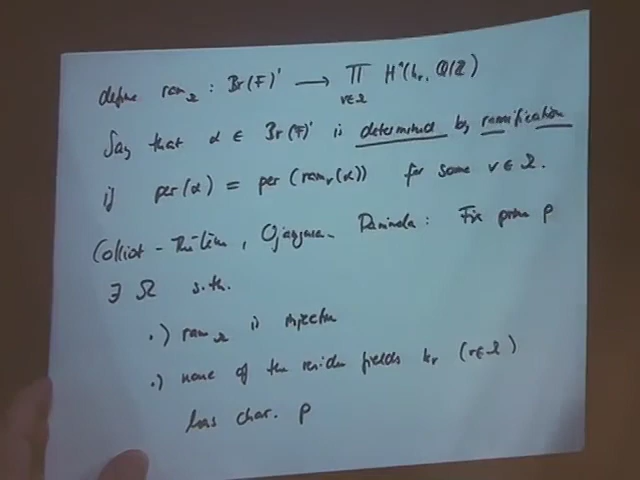 define ram_Ω : Br(F)' → ∏_{v∈Ω} H¹(k_v, Q/Z)
Say that α ∈ Br(F)' is determined by ramification
if per(α) = per(ram_v(α)) for some v ∈ Ω.
Colliot-Thélène, Ojanguren, Parimala: Fix prime p
∃ Ω s.th.
·) ram_Ω is injective
·) none of the residue fields k_v (v∈Ω)
has char. p